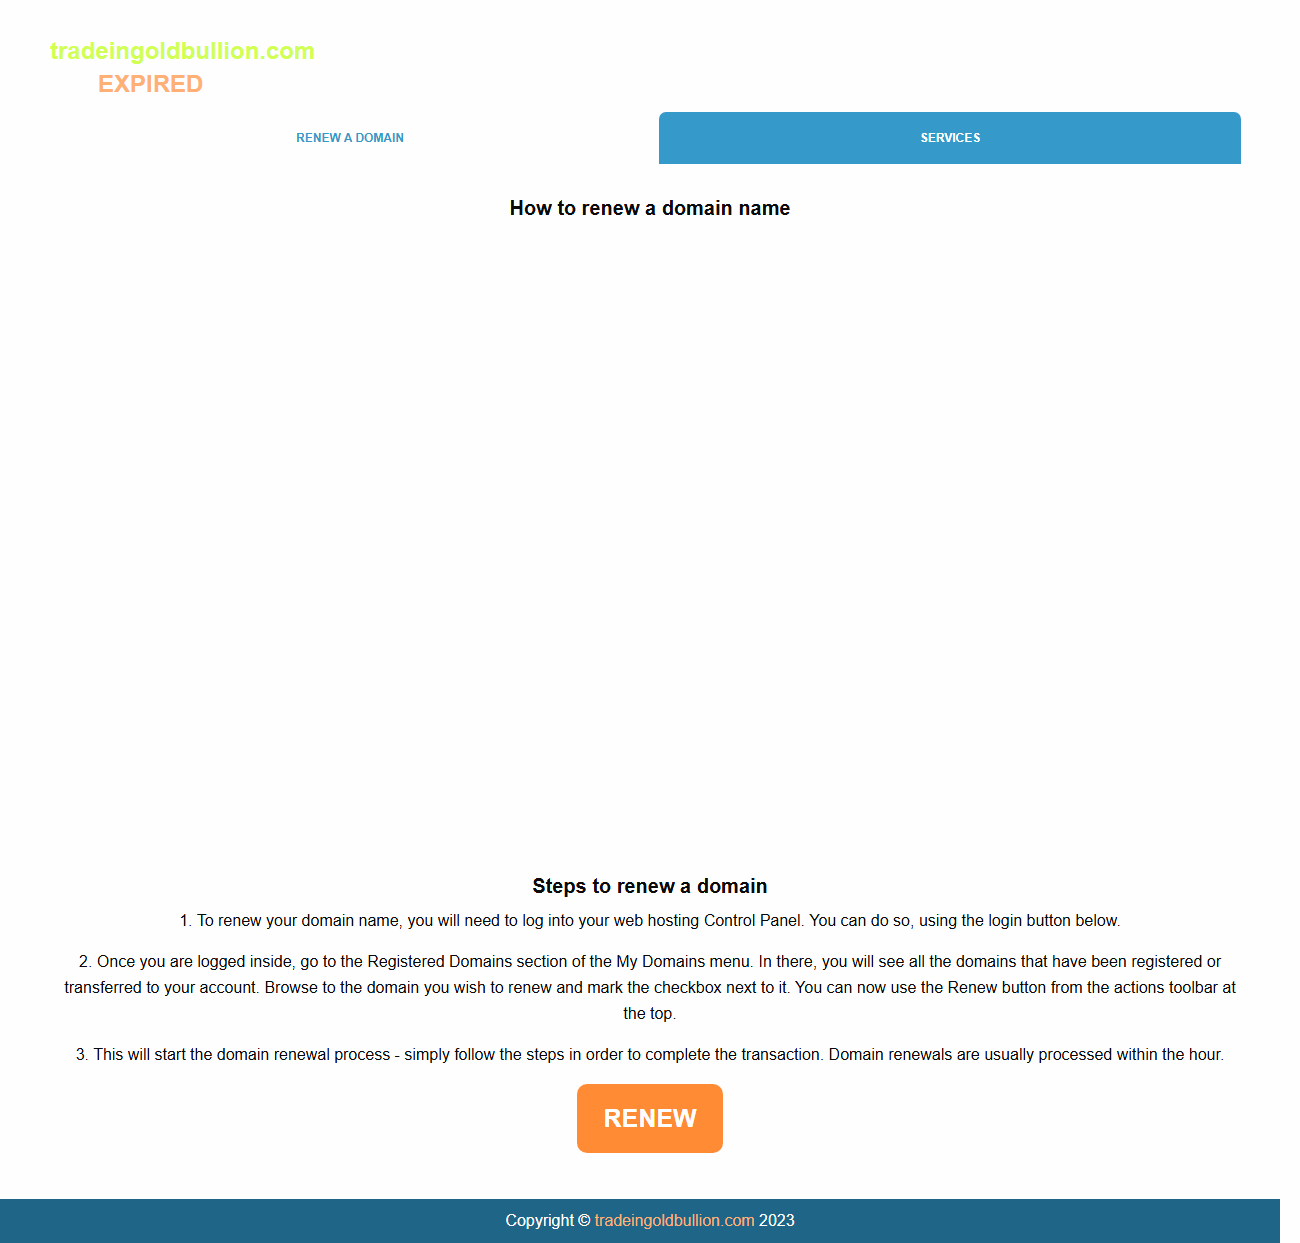 tradeingoldbullion.com
EXPIRED
RENEW A DOMAIN
SERVICES
How to renew a domain name
Steps to renew a domain
1. To renew your domain name, you will need to log into your web hosting Control Panel. You can do so, using the login button below.
2. Once you are logged inside, go to the Registered Domains section of the My Domains menu. In there, you will see all the domains that have been registered or
transferred to your account. Browse to the domain you wish to renew and mark the checkbox next to it. You can now use the Renew button from the actions toolbar at
the top.
3. This will start the domain renewal process - simply follow the steps in order to complete the transaction. Domain renewals are usually processed within the hour.
RENEW
Copyright © tradeingoldbullion.com 2023